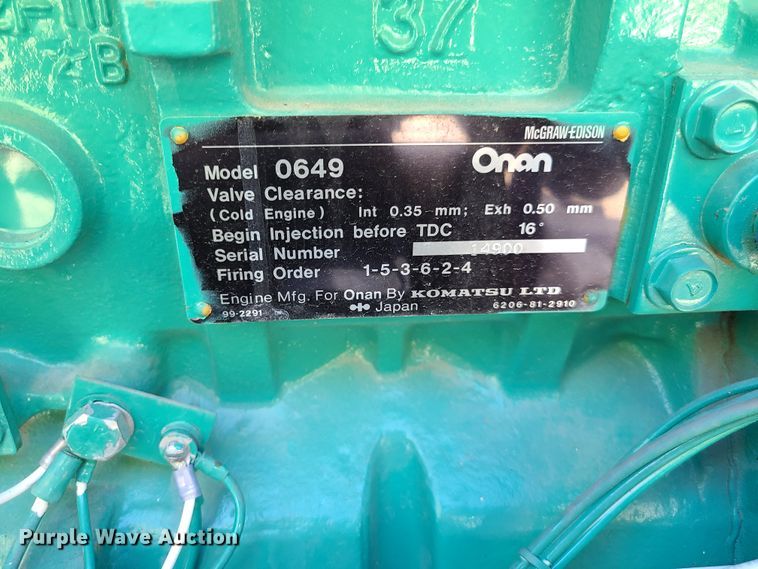 37
2B
McGRAW-EDISON
Model 0649 Onan
Valve Clearance:
(Cold Engine) Int 0.35 mm; Exh 0.50 mm
Begin Injection before TDC 16°
Serial Number 14900
Firing Order 1-5-3-6-2-4
Engine Mfg. For Onan By KOMATSU LTD
Japan
99-2291 6206-81-2910
Purple Wave Auction